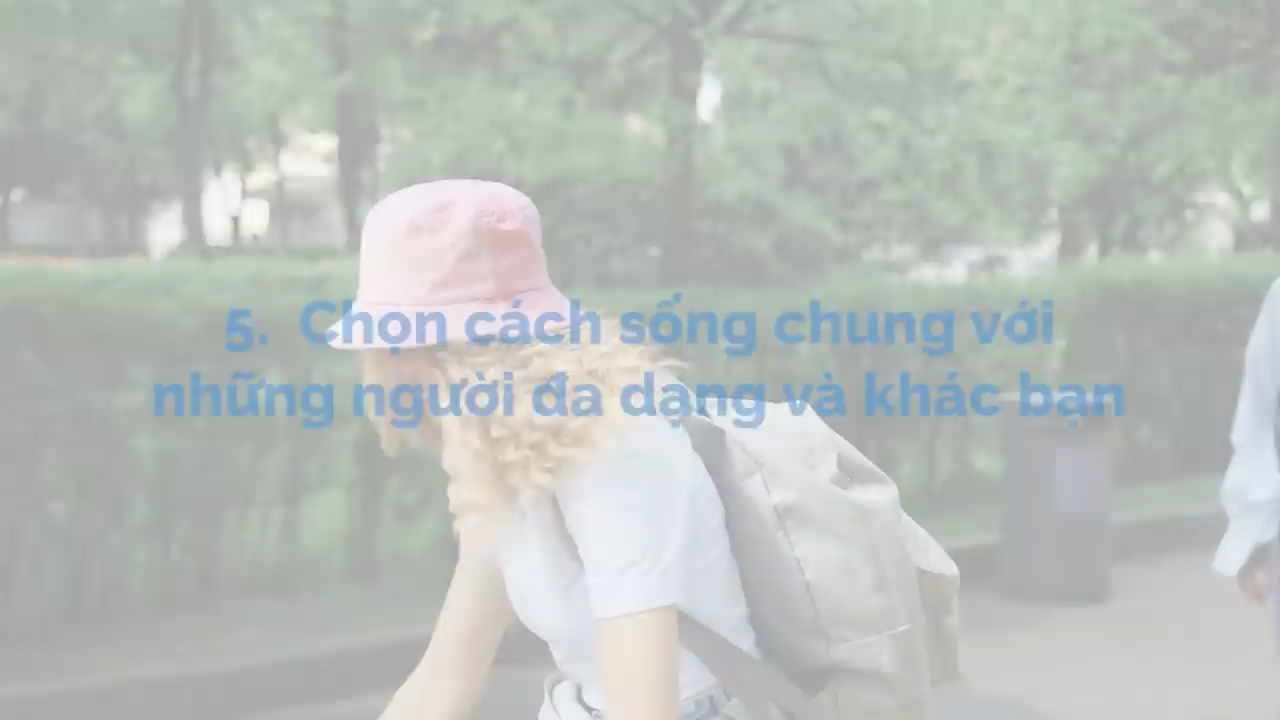 5. Chọn cách sống chung với
những người đa dạng và khác bạn